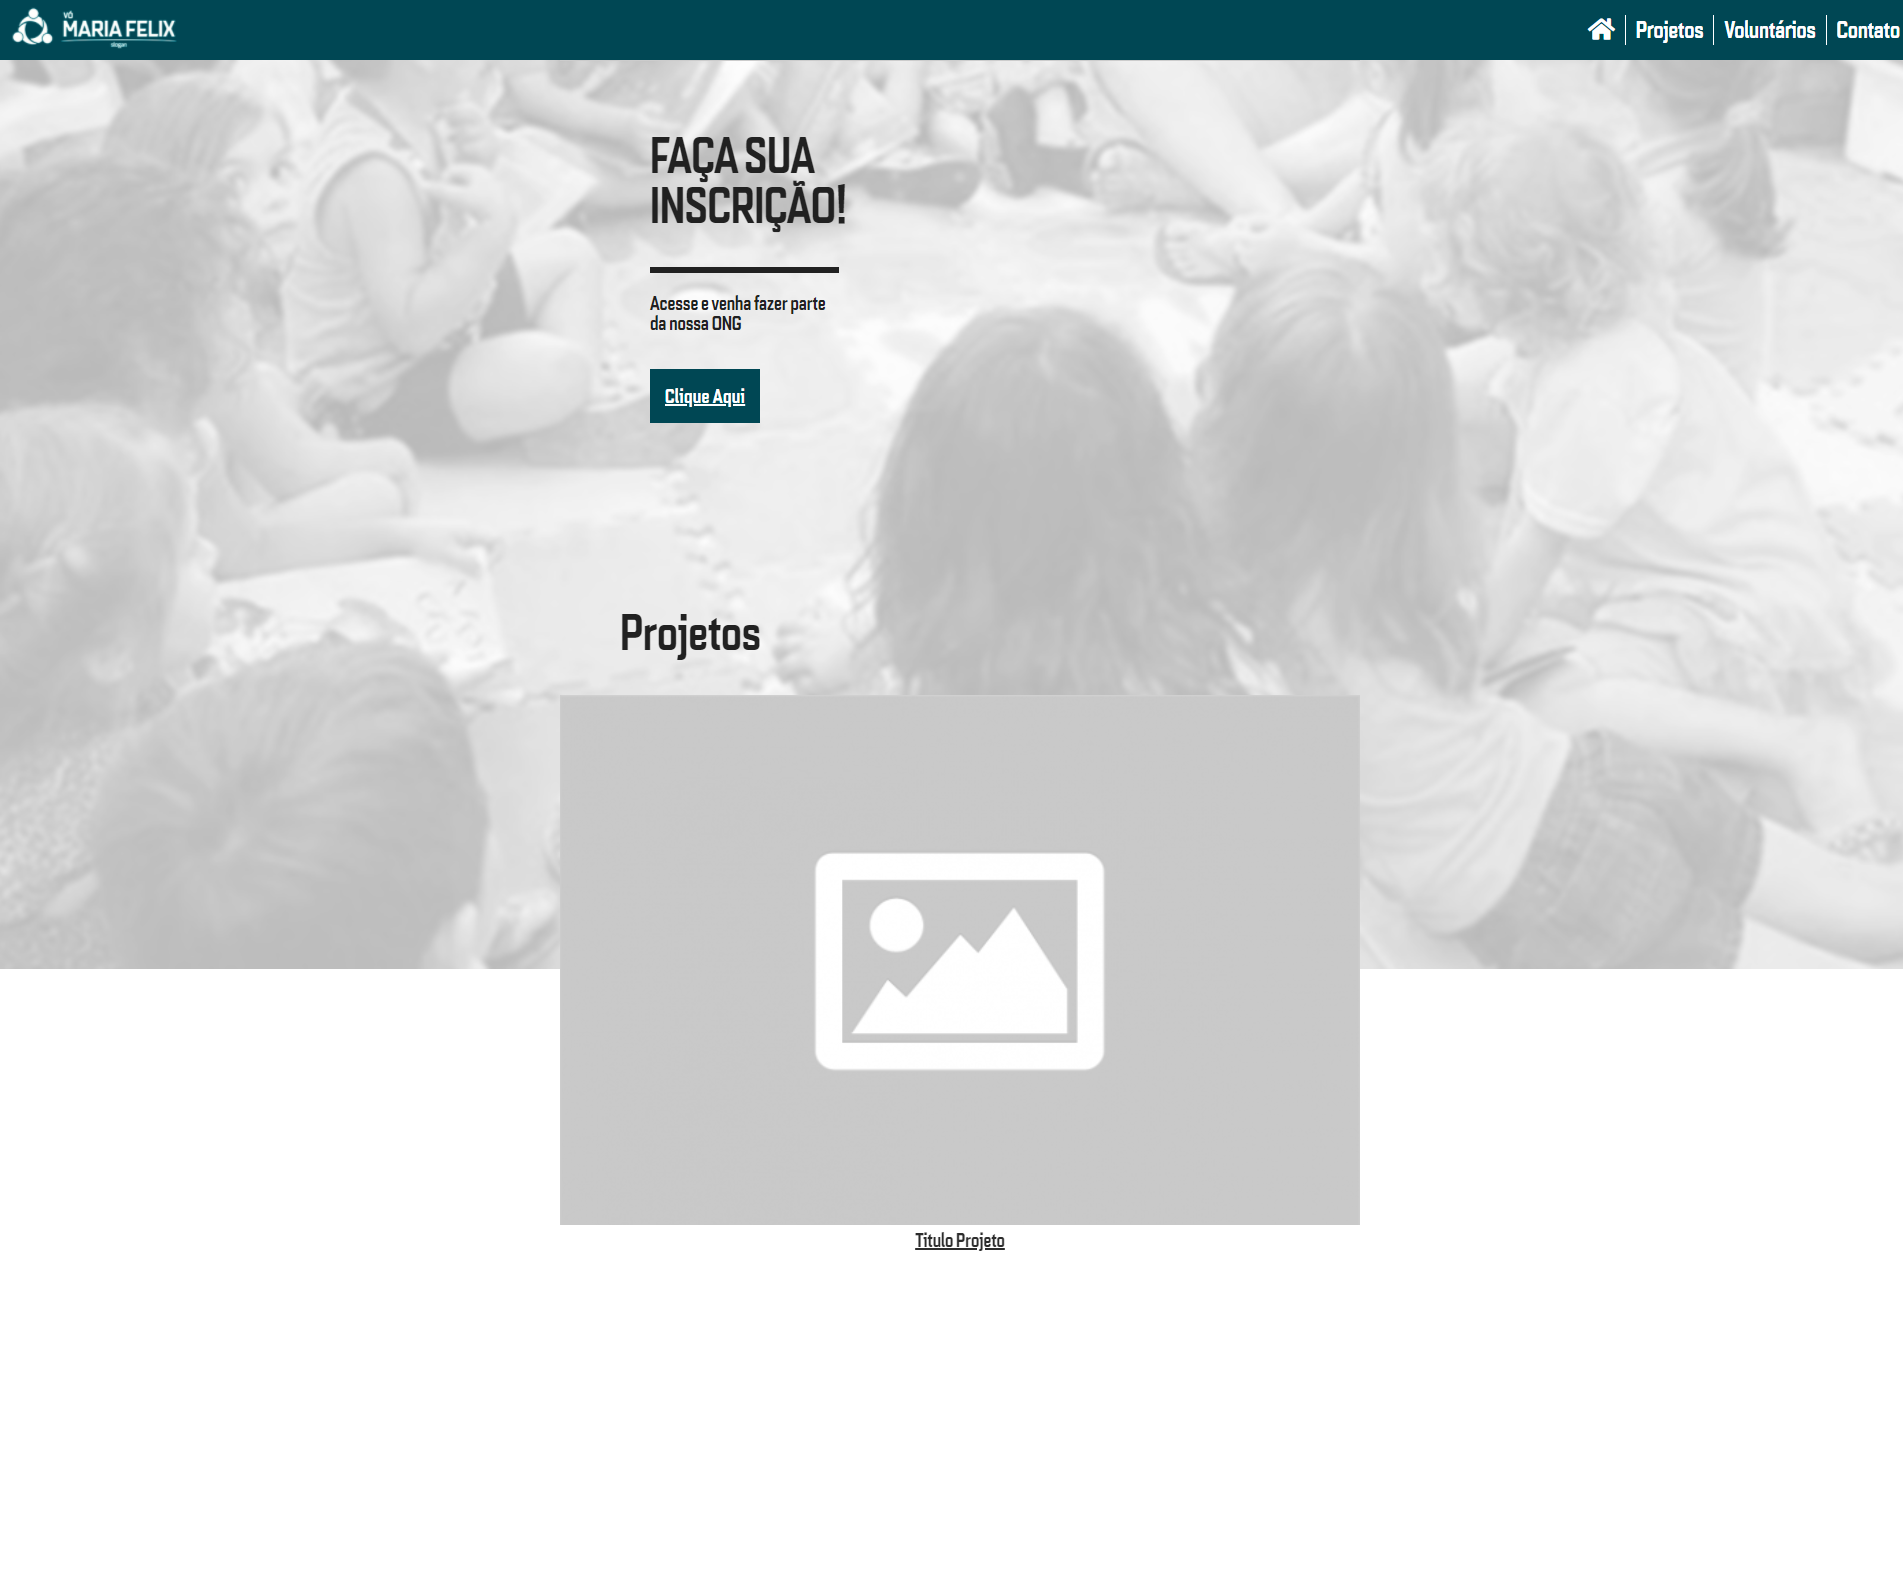 VÓ
MARIA FELIX
slogan
Projetos
Voluntários
Contato
FAÇA SUA
INSCRIÇÃO!
Acesse e venha fazer parte
da nossa ONG
Clique Aqui
Projetos
Titulo Projeto